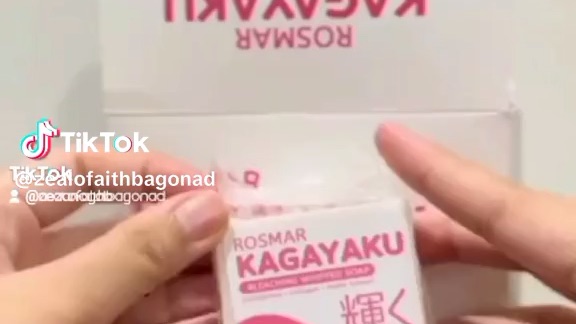 ROSMAR
KAGAYAKU
TikTok
TikTok
@zealofaithbagonad
ROSMAR
KAGAYAKU
BLEACHING WHIPPED SOAP
輝く